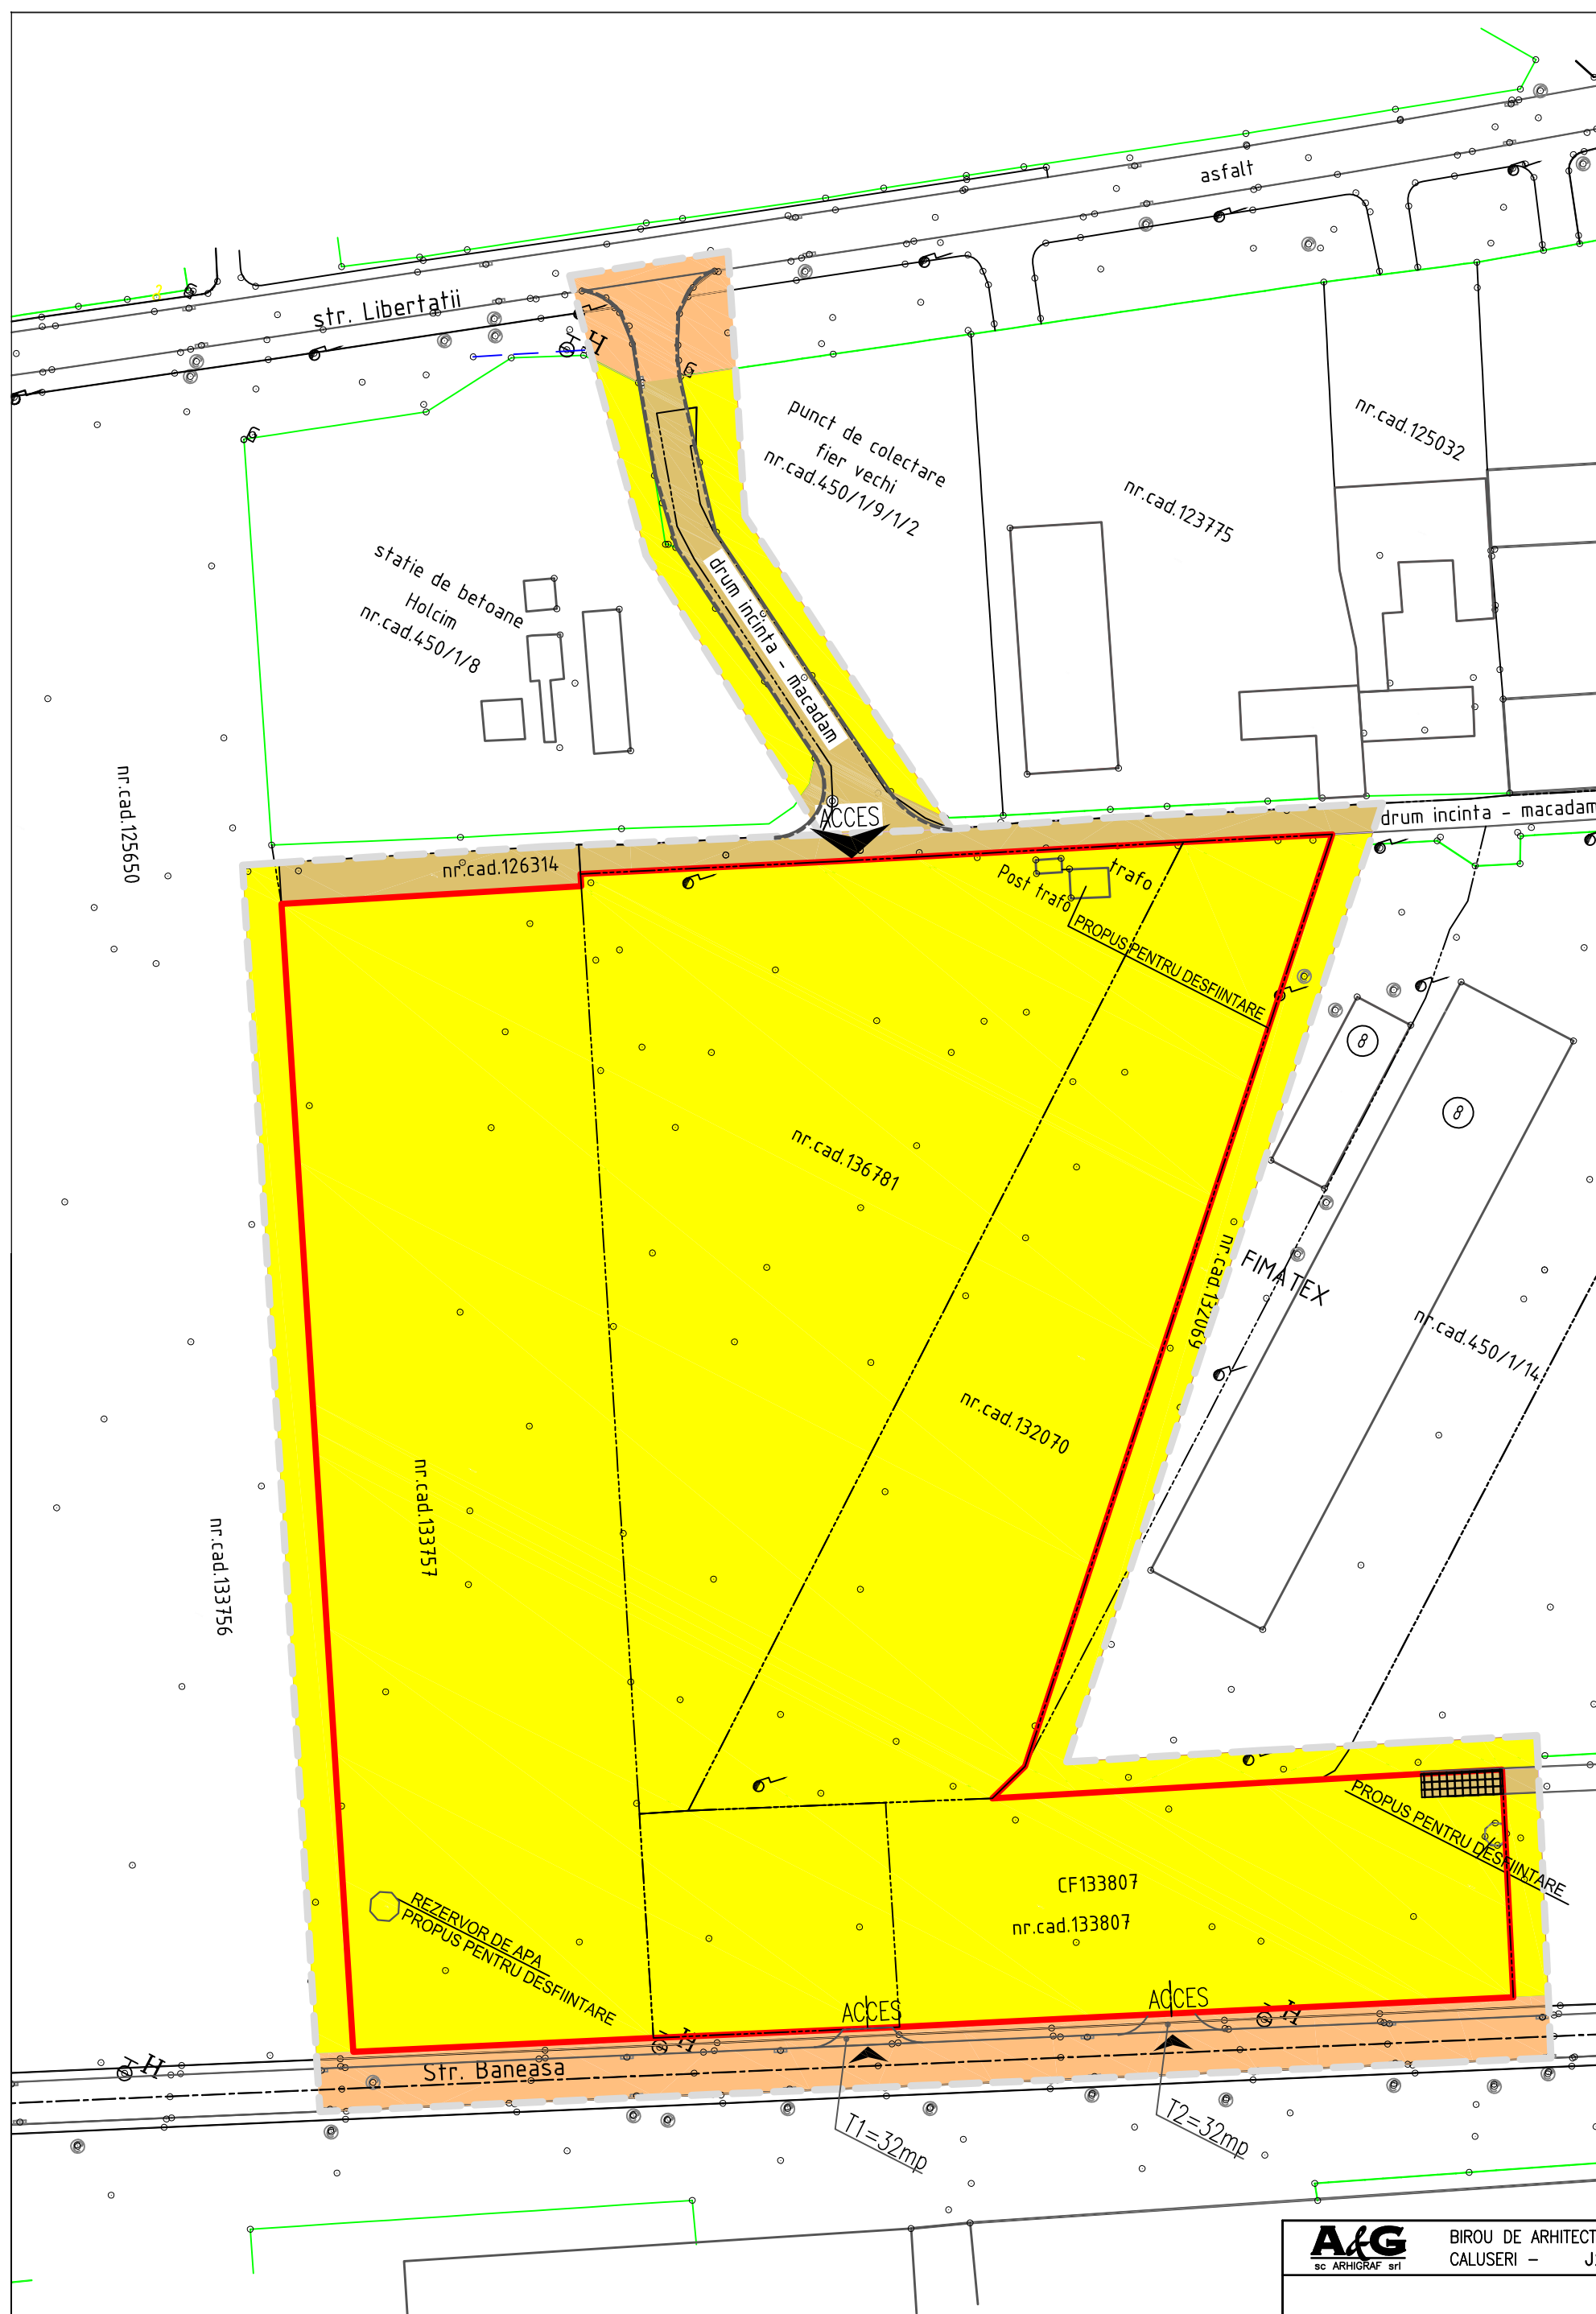 asfalt
str. Libertatii
H
G
G
G
punct de colectare
fier vechi
nr.cad.450/1/9/1/2
nr.cad.125032
nr.cad.123775
statie de betoane
Holcim
nr.cad.450/1/8
drum incinta - macadam
nr.cad.125650
ACCES
drum incinta - macadam
nr.cad.126314
Post trafo
trafo
PROPUS PENTRU DESFIINTARE
8
8
nr.cad.136781
nr.cad.132069
FIMATEX
nr.cad.450/1/14
nr.cad.132070
nr.cad.133757
nr.cad.133756
PROPUS PENTRU DESFIINTARE
CF133807
nr.cad.133807
REZERVOR DE APA
PROPUS PENTRU DESFIINTARE
ACCES
ACCES
H
H
H
Str. Baneasa
T1=32mp
T2=32mp
A&G
sc ARHIGRAF srl
BIROU DE ARHITECT
CALUSERI - J